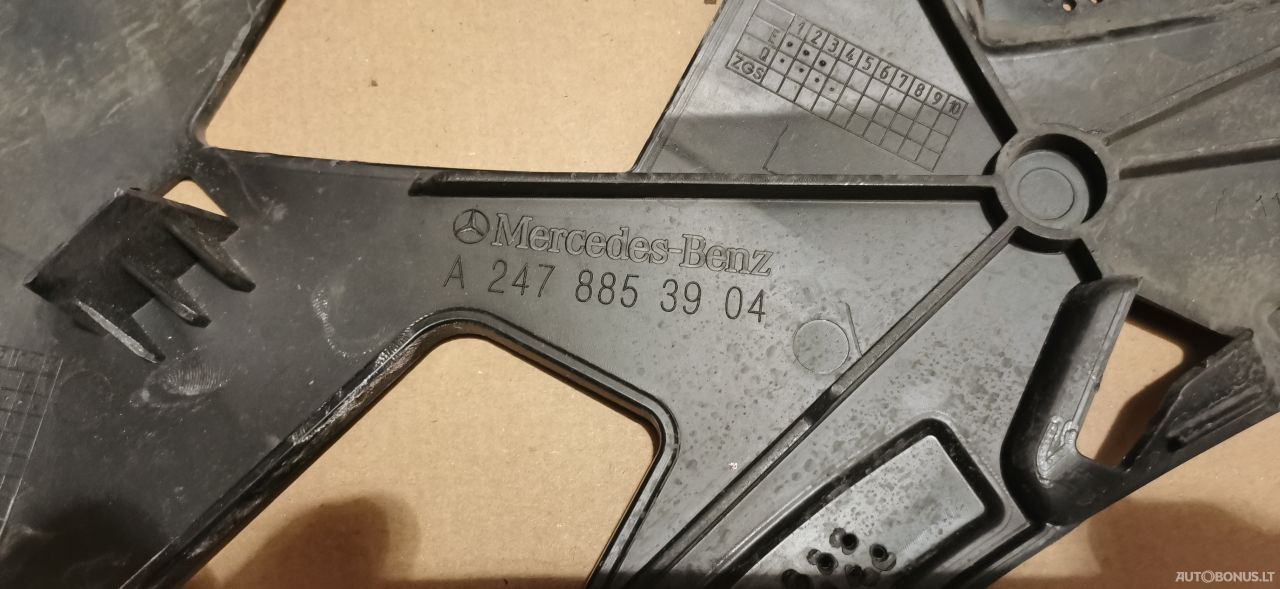 1 2 3 4 5 6 7 8 9 10
E
Q
ZGS
Mercedes-Benz
A 247 885 39 04
AUTOBONUS.LT